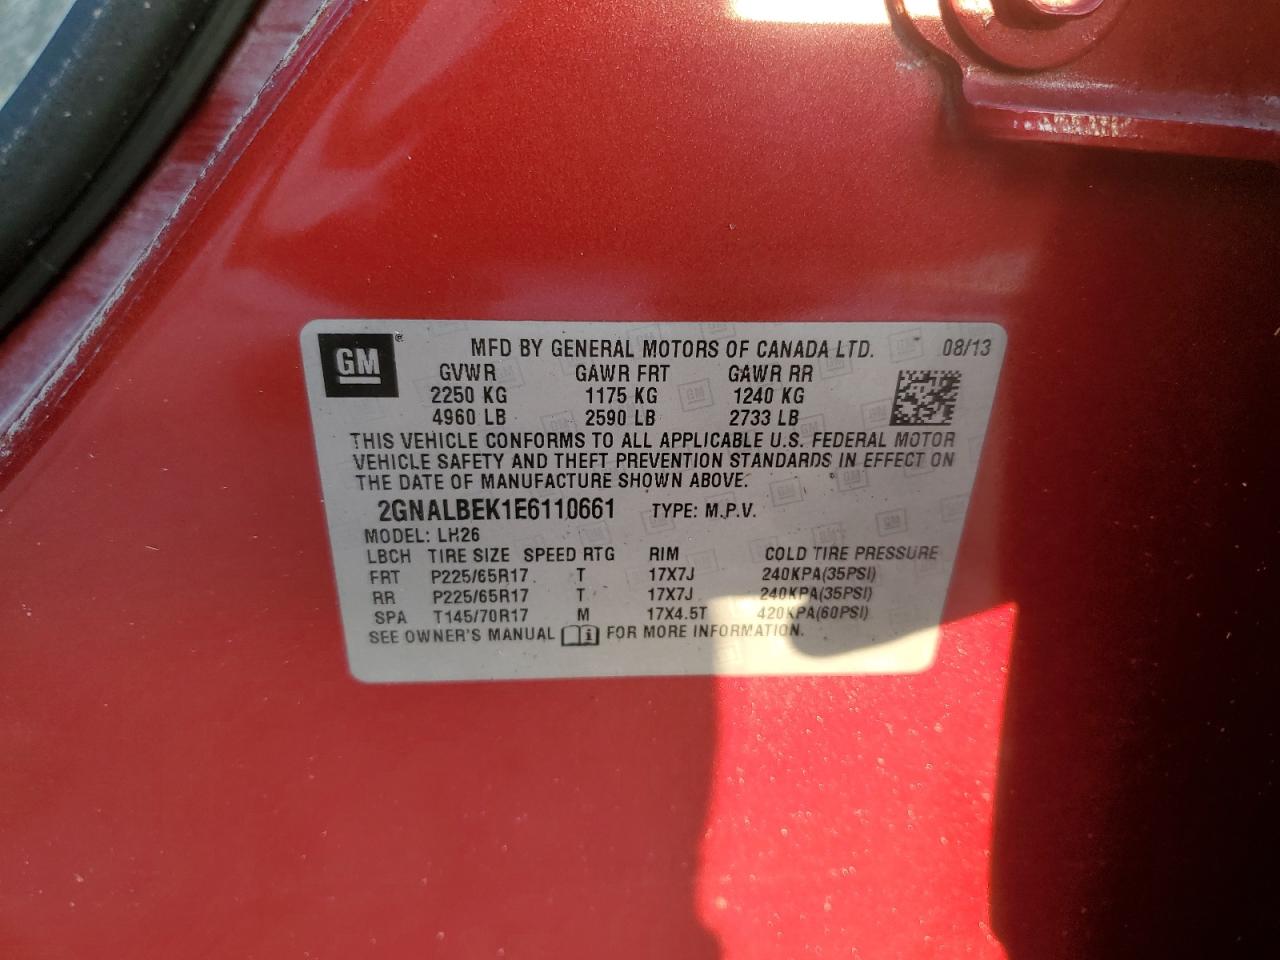 GM ® MFD BY GENERAL MOTORS OF CANADA LTD. 08/13
GVWR GAWR FRT GAWR RR
2250 KG 1175 KG 1240 KG
4960 LB 2590 LB 2733 LB
THIS VEHICLE CONFORMS TO ALL APPLICABLE U.S. FEDERAL MOTOR
VEHICLE SAFETY AND THEFT PREVENTION STANDARDS IN EFFECT ON
THE DATE OF MANUFACTURE SHOWN ABOVE.
2GNALBEK1E6110661 TYPE: M.P.V.
MODEL: LH26
LBCH TIRE SIZE SPEED RTG RIM COLD TIRE PRESSURE
FRT P225/65R17 T 17X7J 240KPA(35PSI)
RR P225/65R17 T 17X7J 240KPA(35PSI)
SPA T145/70R17 M 17X4.5T 420KPA(60PSI)
SEE OWNER'S MANUAL i FOR MORE INFORMATION.